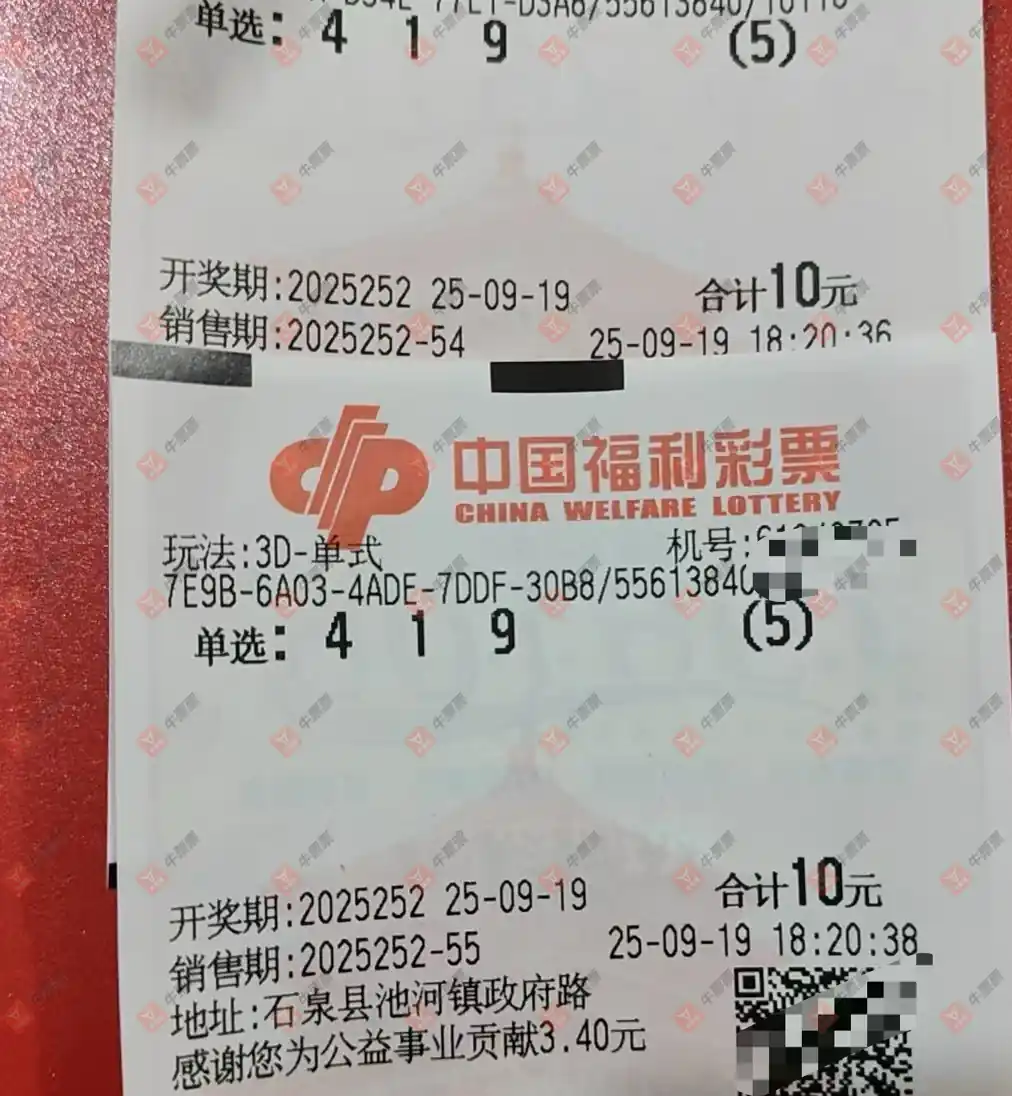 单选: 4 1 9 (5)
开奖期:2025252 25-09-19 合计10元
销售期:2025252-54 25-09-19 18:20:36
中国福利彩票
CHINA WELFARE LOTTERY
玩法:3D-单式 机号:
7E9B-6A03-4ADE-7DDF-30B8/55613840
单选: 4 1 9 (5)
开奖期:2025252 25-09-19 合计10元
销售期:2025252-55 25-09-19 18:20:38
地址:石泉县池河镇政府路
感谢您为公益事业贡献3.40元